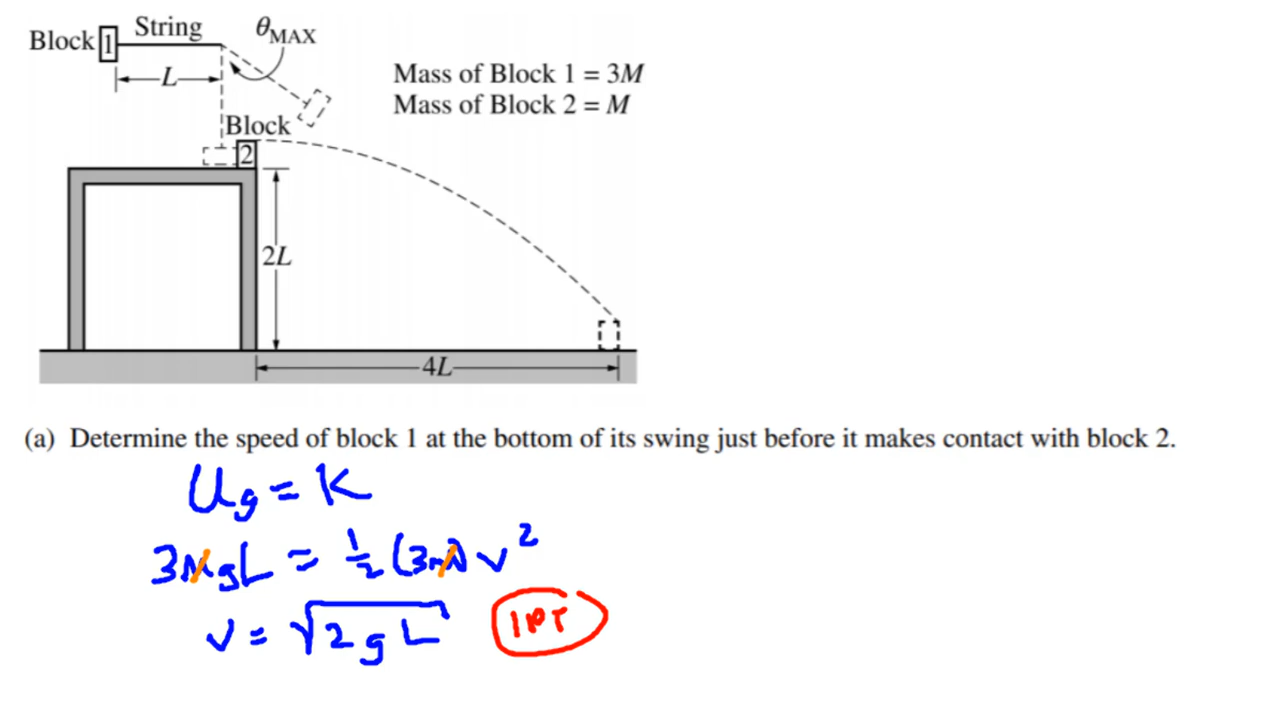 String
θMAX
Block 1
L
Mass of Block 1 = 3M
Mass of Block 2 = M
Block
2
2L
4L
(a) Determine the speed of block 1 at the bottom of its swing just before it makes contact with block 2.
Ug = K
3MgL = 1/2 (3m) v²
v = √2gL 1PT